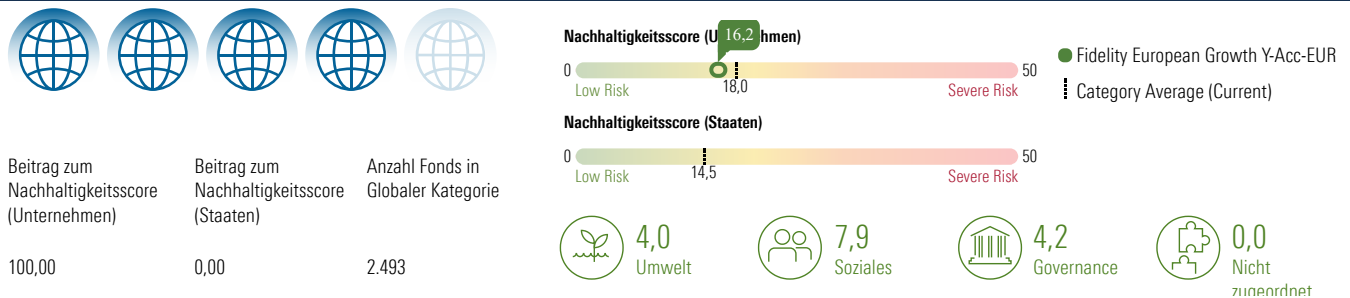 Beitrag zum
Nachhaltigkeitsscore
(Unternehmen)
100,00
Beitrag zum
Nachhaltigkeitsscore
(Staaten)
0,00
Anzahl Fonds in
Globaler Kategorie
2.493
Nachhaltigkeitsscore (U hmen)
16,2
0
50
Low Risk
18,0
Severe Risk
Nachhaltigkeitsscore (Staaten)
0
50
Low Risk
14,5
Severe Risk
Fidelity European Growth Y-Acc-EUR
Category Average (Current)
4,0
Umwelt
7,9
Soziales
4,2
Governance
0,0
Nicht
zugeordnet